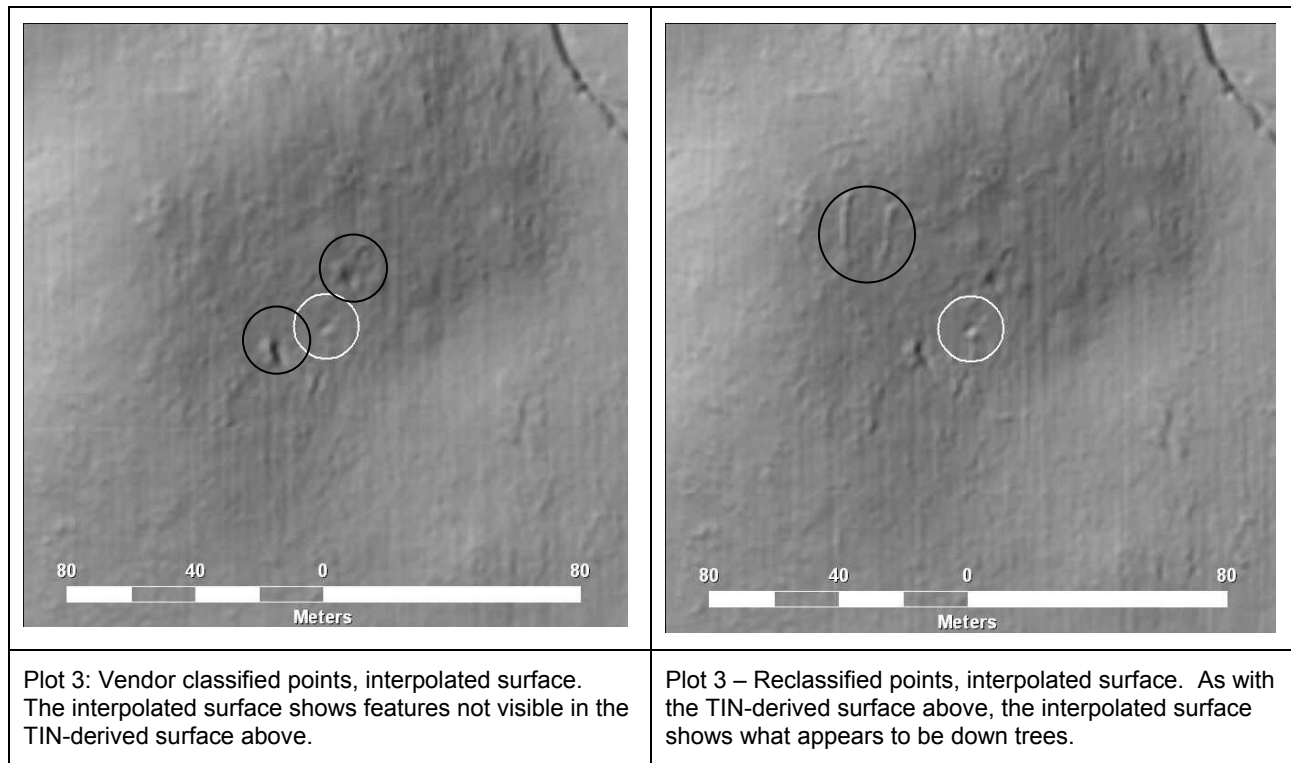 80 40 0 80
Meters
80 40 0 80
Meters
Plot 3: Vendor classified points, interpolated surface.
The interpolated surface shows features not visible in the
TIN-derived surface above.
Plot 3 – Reclassified points, interpolated surface.  As with
the TIN-derived surface above, the interpolated surface
shows what appears to be down trees.